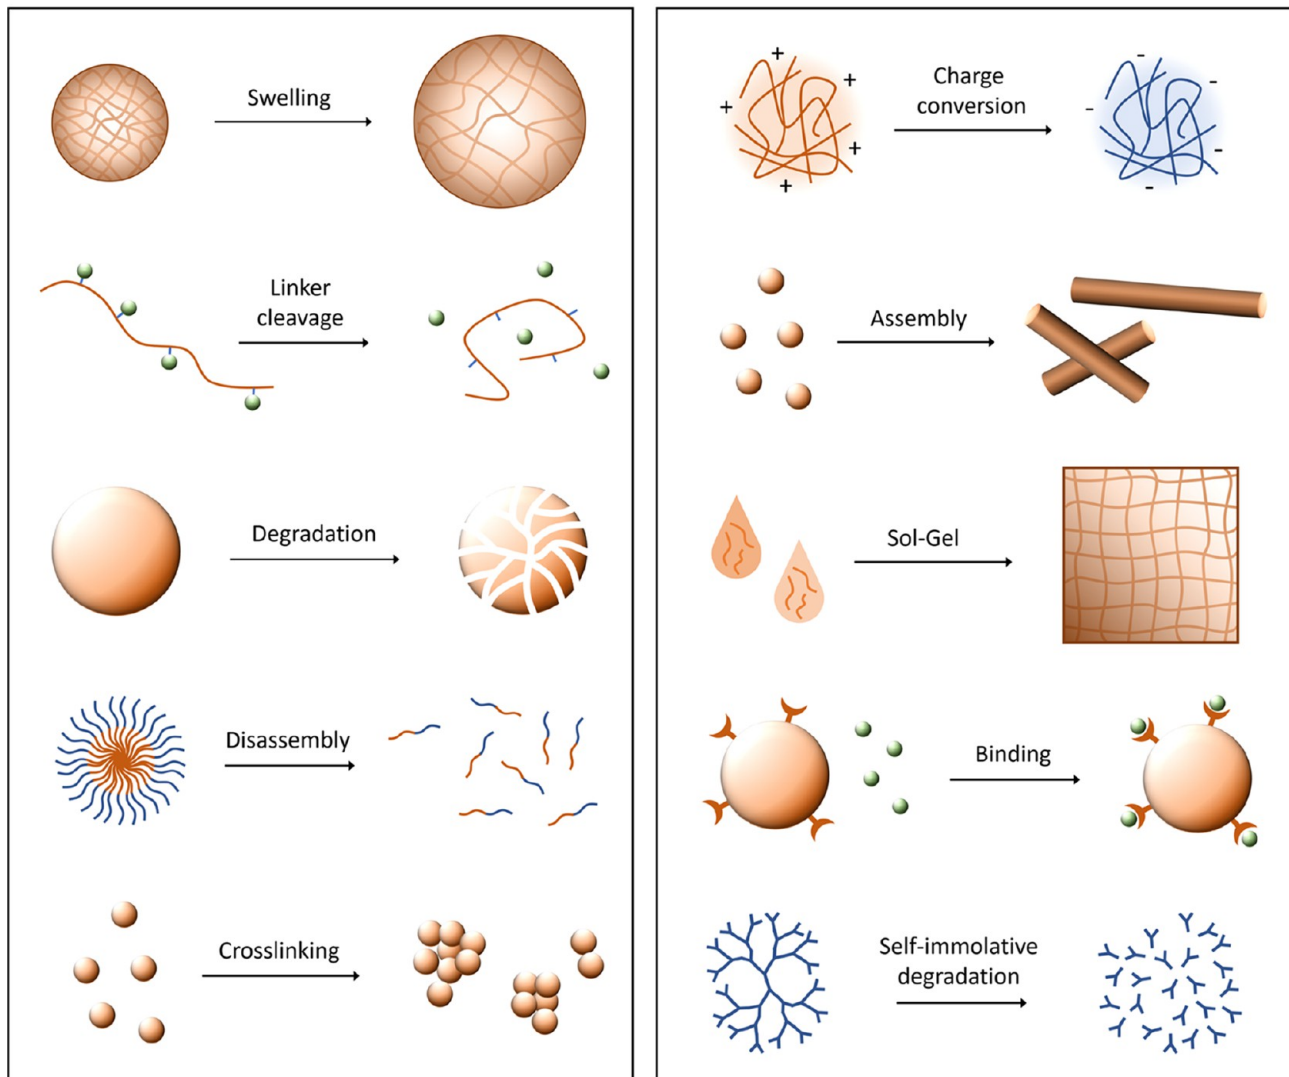 Swelling
Linker
cleavage
Degradation
Disassembly
Crosslinking
+ + + + +
Charge
conversion
- - - - -
Assembly
Sol-Gel
Binding
Self-immolative
degradation